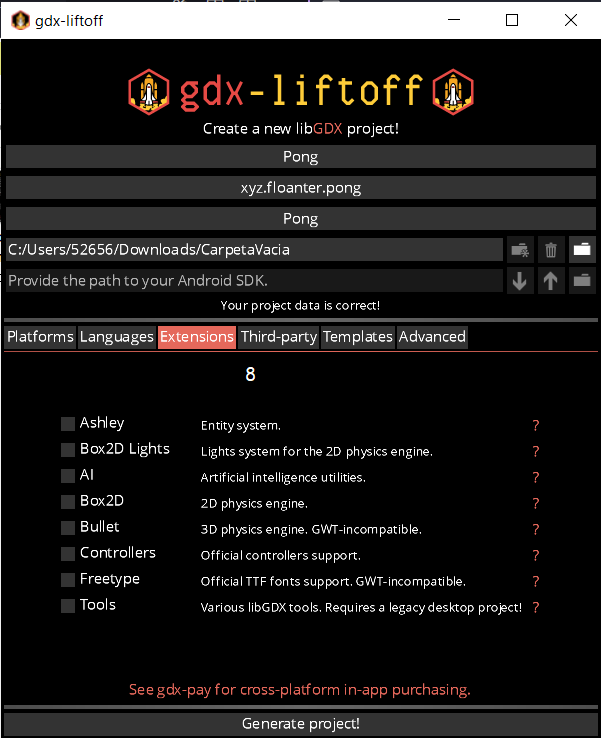 gdx-liftoff
gdx-liftoff
Create a new libGDX project!
Pong
xyz.floanter.pong
Pong
C:/Users/52656/Downloads/CarpetaVacia
Provide the path to your Android SDK.
Your project data is correct!
Platforms Languages Extensions Third-party Templates Advanced
8
Ashley Entity system. ?
Box2D Lights Lights system for the 2D physics engine. ?
AI Artificial intelligence utilities. ?
Box2D 2D physics engine. ?
Bullet 3D physics engine. GWT-incompatible. ?
Controllers Official controllers support. ?
Freetype Official TTF fonts support. GWT-incompatible. ?
Tools Various libGDX tools. Requires a legacy desktop project! ?
See gdx-pay for cross-platform in-app purchasing.
Generate project!